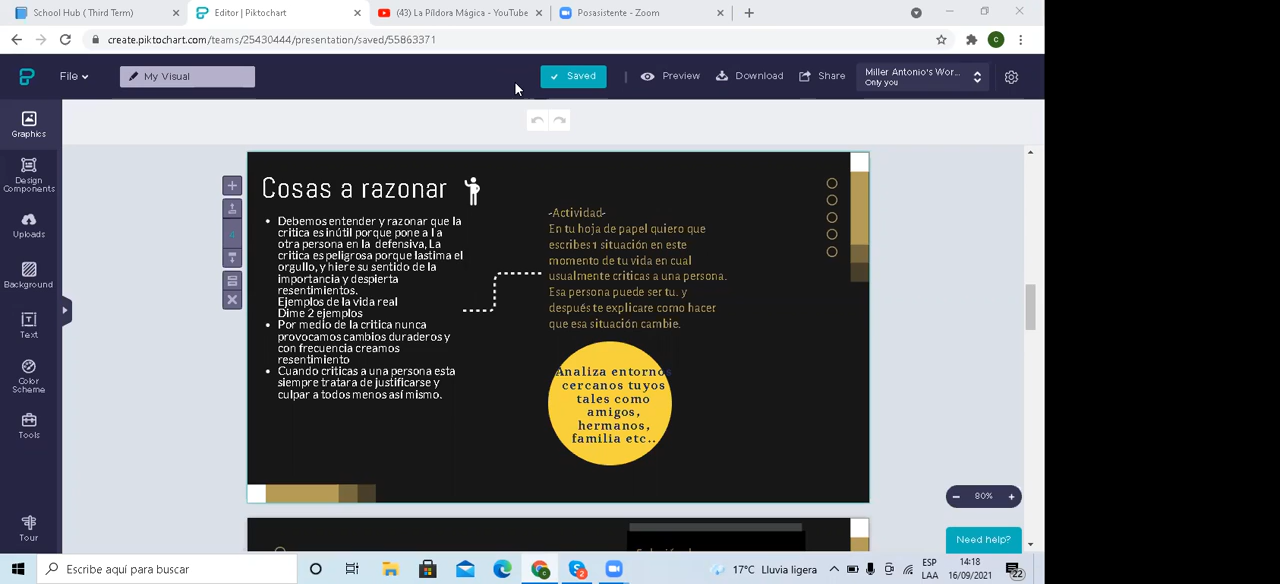 School Hub ( Third Term)
Editor | Piktochart
(43) La Píldora Mágica - YouTube
Posasistente - Zoom
create.piktochart.com/teams/25430444/presentation/saved/55863371
C
File
My Visual
Saved
Preview
Download
Share
Miller Antonio's Wor...
Only you
Graphics
Design
Components
Uploads
Background
Text
Color
Scheme
Tools
Tour
Cosas a razonar
Debemos entender y razonar que la
critica es inútil porque pone a l a
otra persona en la defensiva, La
critica es peligrosa porque lastima el
orgullo, y hiere su sentido de la
importancia y despierta
resentimientos.
Ejemplos de la vida real
Dime 2 ejemplos
Por medio de la critica nunca
provocamos cambios duraderos y
con frecuencia creamos
resentimiento
Cuando criticas a una persona esta
siempre tratara de justificarse y
culpar a todos menos así mismo.
-Actividad-
En tu hoja de papel quiero que
escribes 1 situación en este
momento de tu vida en cual
usualmente criticas a una persona.
Esa persona puede ser tu. y
después te explicare como hacer
que esa situación cambie.
Analiza entornos
cercanos tuyos
tales como
amigos,
hermanos,
familia etc..
80%
Need help?
Escribe aquí para buscar
2
17°C Lluvia ligera
ESP
LAA
14:18
16/09/2021
22